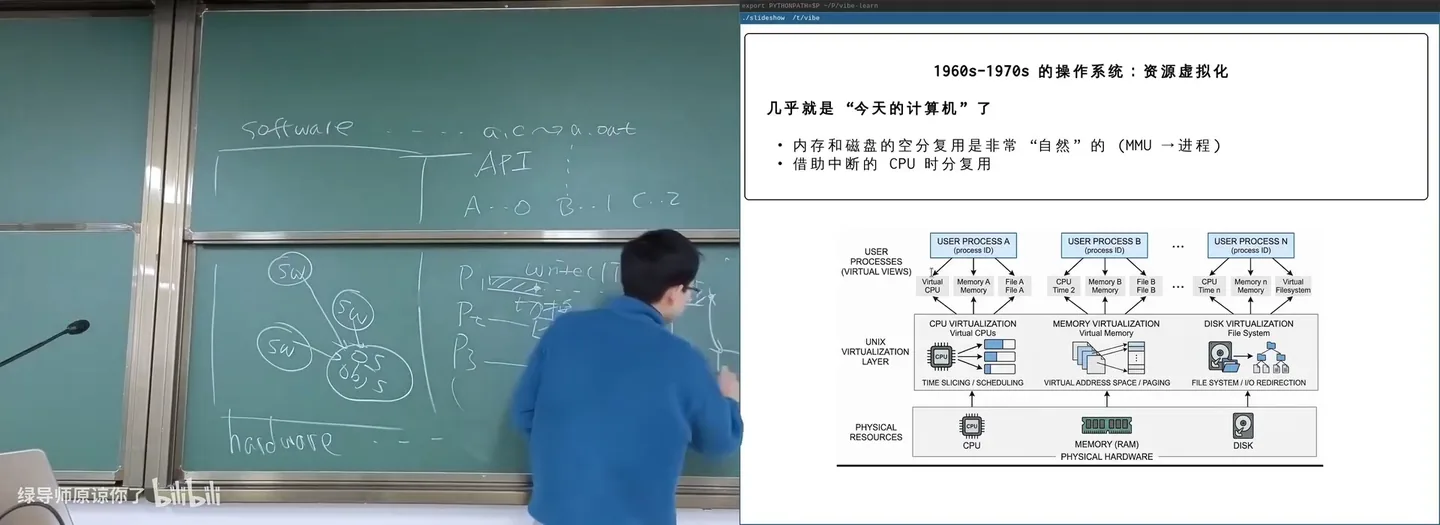 software - - - - a.c → a.out
API
A...0 B...1 C...2
sw
sw
sw
OS
objs
hardware - - -
P1
P2
P3
绿导师原谅你了 bilibili
export PYTHONPATH=$P ~/P/vibe-learn
./slideshow /t/vibe
1960s-1970s 的操作系统：资源虚拟化
几乎就是 “今天的计算机” 了
• 内存和磁盘的空分复用是非常 “自然” 的 (MMU → 进程)
• 借助中断的 CPU 时分复用
USER PROCESSES (VIRTUAL VIEWS)
USER PROCESS A (process ID)
USER PROCESS B (process ID)
...
USER PROCESS N (process ID)
Virtual CPU
Memory A Memory
File A File A
CPU Time 2
Memory B Memory
File B File B
...
CPU Time n
Memory n Memory
Virtual Filesystem
UNIX VIRTUALIZATION LAYER
CPU VIRTUALIZATION
Virtual CPUs
CPU
TIME SLICING / SCHEDULING
MEMORY VIRTUALIZATION
Virtual Memory
VIRTUAL ADDRESS SPACE / PAGING
DISK VIRTUALIZATION
File System
FILE SYSTEM / I/O REDIRECTION
PHYSICAL RESOURCES
CPU
CPU
MEMORY (RAM)
DISK
PHYSICAL HARDWARE